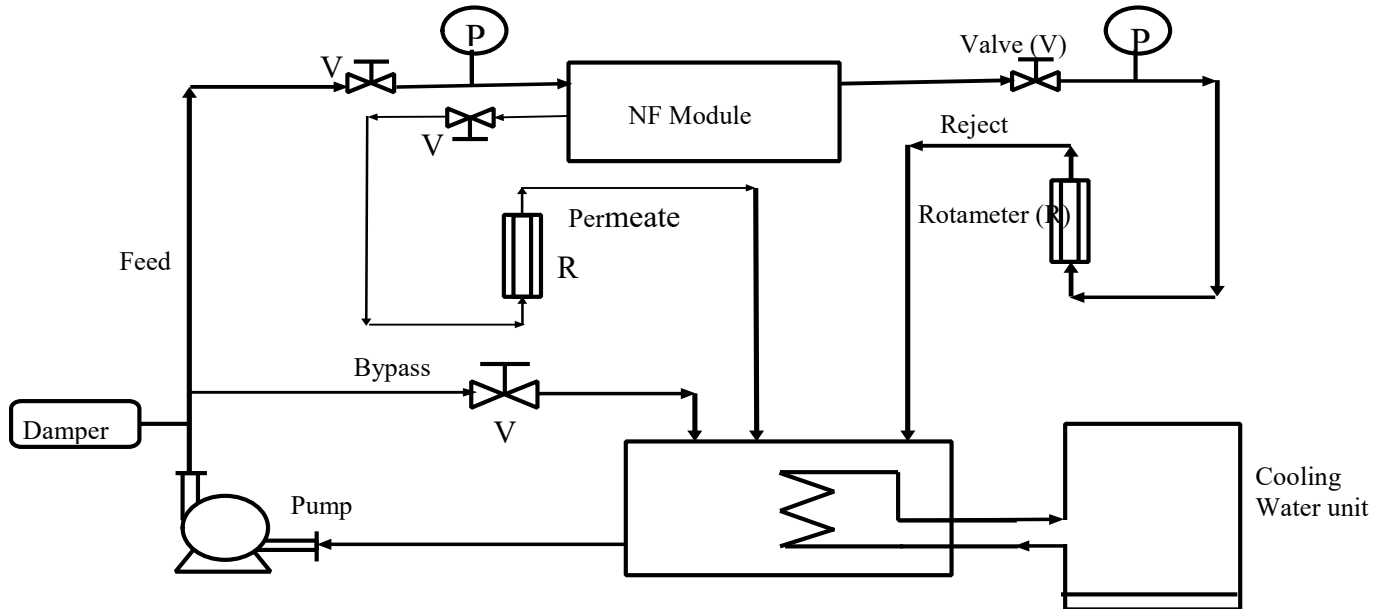 P
P
Valve (V)
V
NF Module
V
Reject
Permeate
Rotameter (R)
Feed
R
Bypass
Damper
V
Pump
Cooling
Water unit